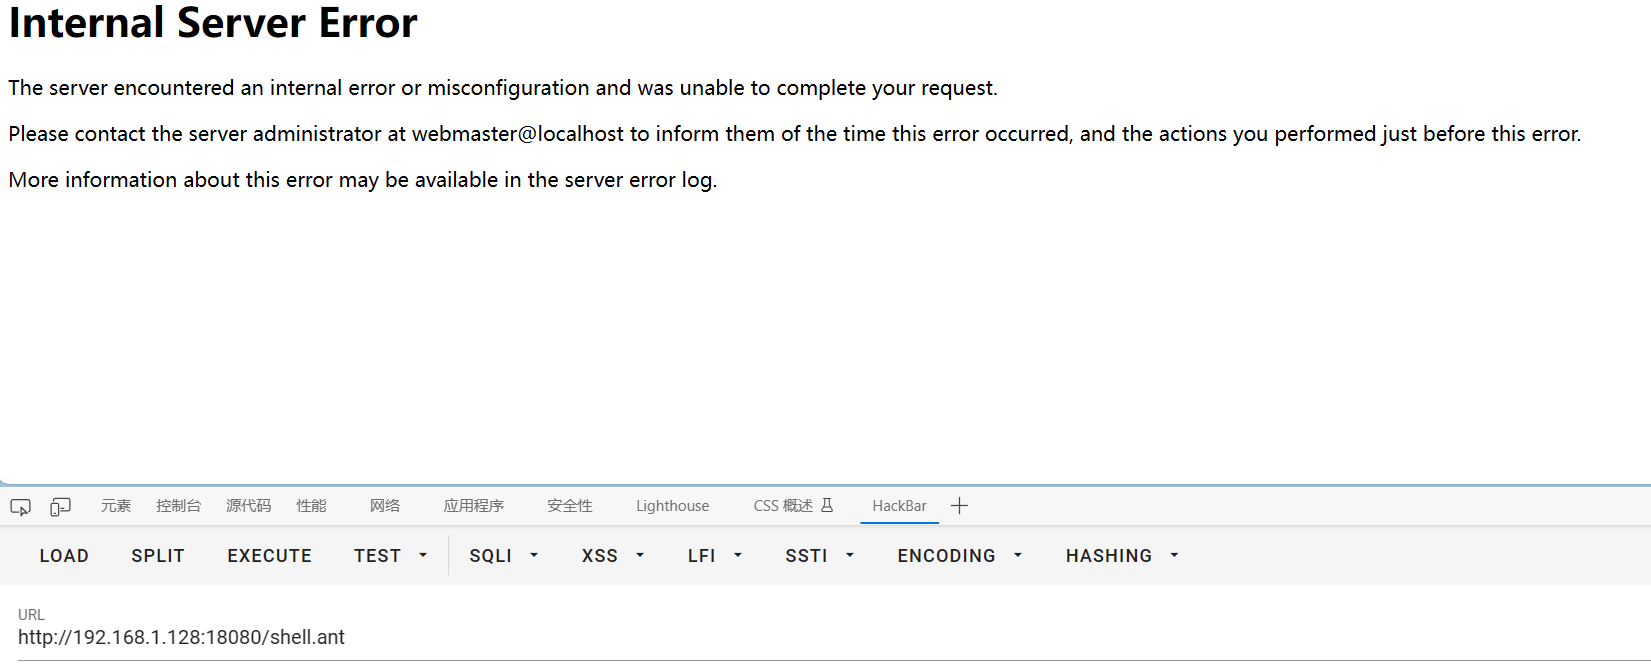 Internal Server Error
The server encountered an internal error or misconfiguration and was unable to complete your request.
Please contact the server administrator at webmaster@localhost to inform them of the time this error occurred, and the actions you performed just before this error.
More information about this error may be available in the server error log.
元素 控制台 源代码 性能 网络 应用程序 安全性 Lighthouse CSS 概述 HackBar
LOAD SPLIT EXECUTE TEST SQLI XSS LFI SSTI ENCODING HASHING
URL
http://192.168.1.128:18080/shell.ant